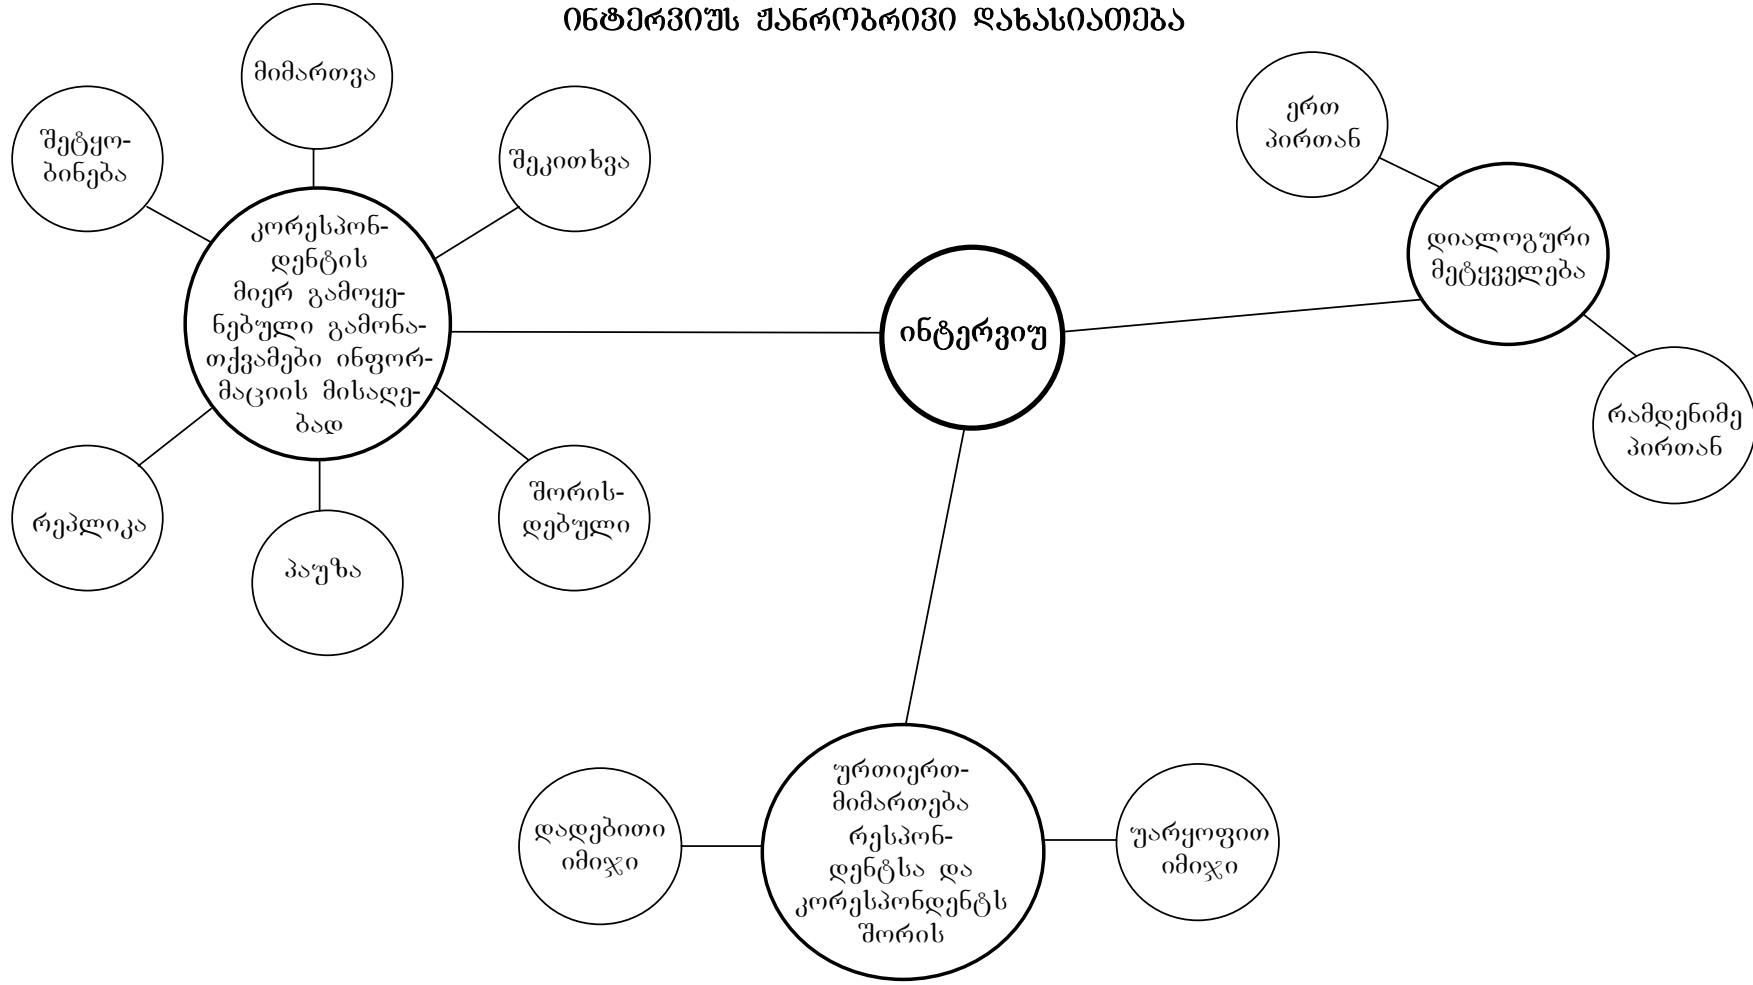 ინტერვიუს ჟანრობრივი დახასიათება
მიმართვა
შეტყო-
ბინება
შეკითხვა
კორესპონ-
დენტის
მიერ გამოყე-
ნებული გამონა-
თქვამები ინფორ-
მაციის მისაღე-
ბად
რეპლიკა
პაუზა
შორის-
დებული
ინტერვიუ
ერთ
პირთან
დიალოგური
მეტყველება
რამდენიმე
პირთან
დადებითი
იმიჯი
ურთიერთ-
მიმართება
რესპონ-
დენტსა და
კორესპონდენტს
შორის
უარყოფით
იმიჯი